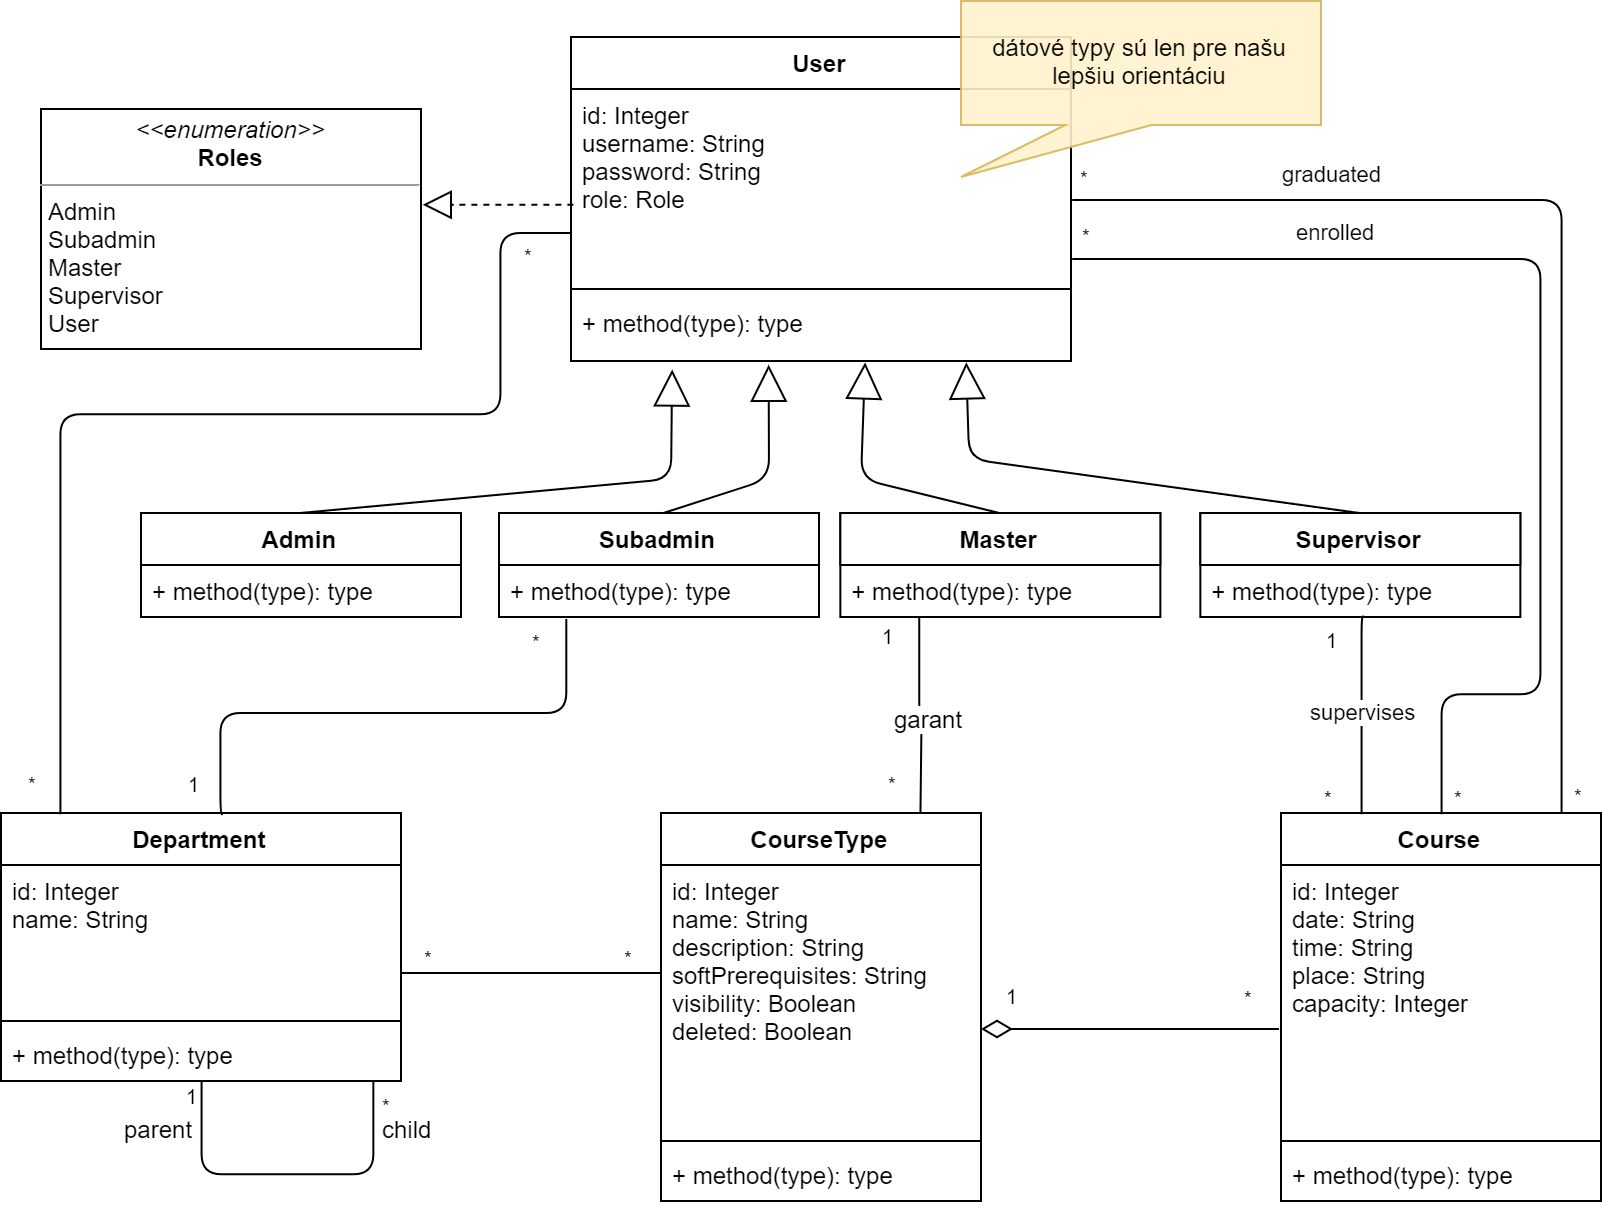 dátové typy sú len pre našu
lepšiu orientáciu
User
id: Integer
username: String
password: String
role: Role
+ method(type): type
<<enumeration>>
Roles
Admin
Subadmin
Master
Supervisor
User
*
graduated
*
enrolled
*
Admin
+ method(type): type
Subadmin
+ method(type): type
Master
+ method(type): type
Supervisor
+ method(type): type
*
1
1
garant
supervises
*
1
*
*
*
*
Department
id: Integer
name: String
+ method(type): type
*
*
CourseType
id: Integer
name: String
description: String
softPrerequisites: String
visibility: Boolean
deleted: Boolean
+ method(type): type
1
*
Course
id: Integer
date: String
time: String
place: String
capacity: Integer
+ method(type): type
1
*
parent
child